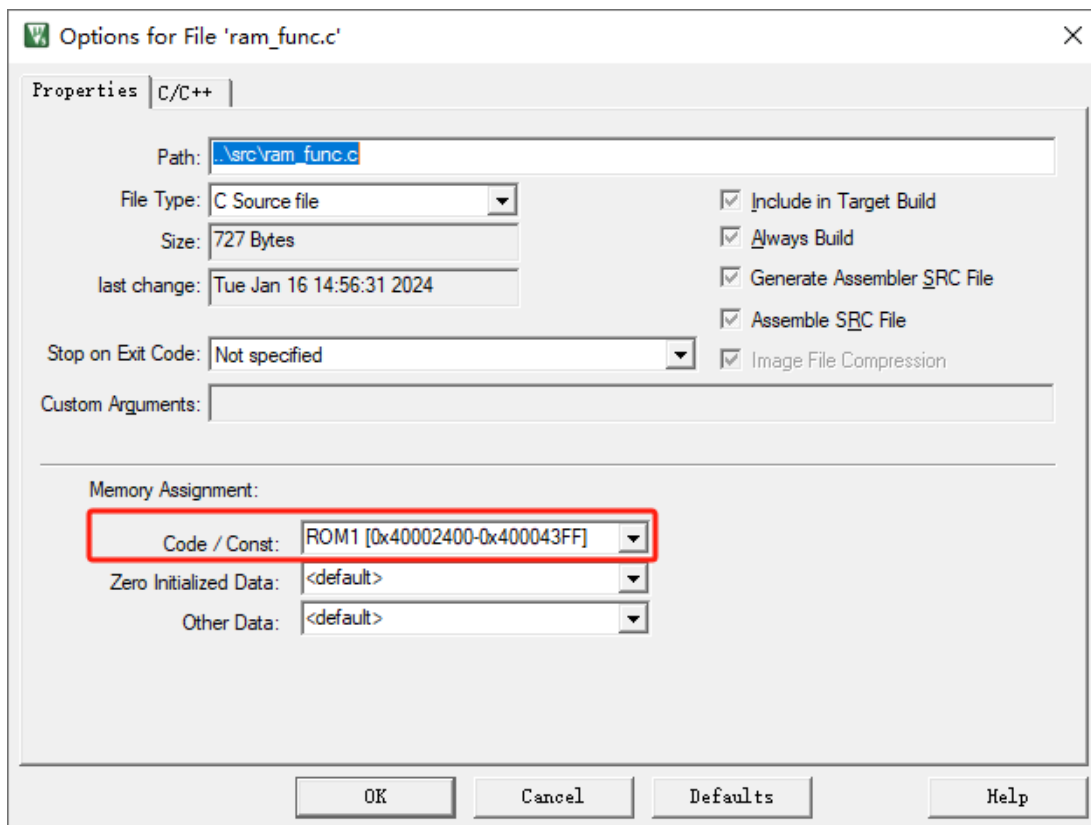 Options for File 'ram_func.c'
Properties C/C++
Path: ..\src\ram_func.c
File Type: C Source file
Include in Target Build
Size: 727 Bytes
Always Build
last change: Tue Jan 16 14:56:31 2024
Generate Assembler SRC File
Assemble SRC File
Stop on Exit Code: Not specified
Image File Compression
Custom Arguments:
Memory Assignment:
Code / Const: ROM1 [0x40002400-0x400043FF]
Zero Initialized Data: <default>
Other Data: <default>
OK Cancel Defaults Help